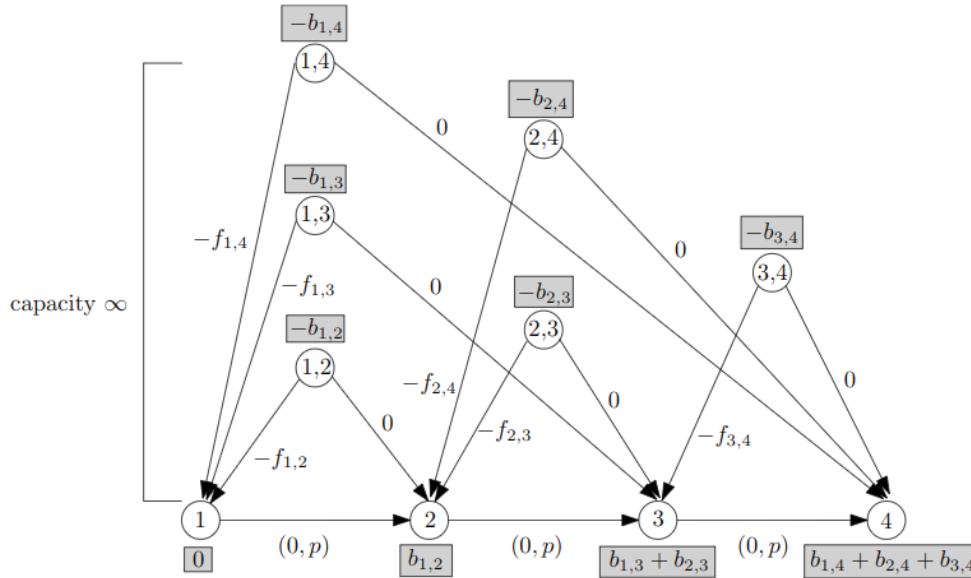 −b₁,₄
1,4
−b₂,₄
0
2,4
−b₁,₃
1,3
−b₃,₄
−f₁,₄
0
3,4
−f₁,₃
0
−b₂,₃
capacity ∞
−b₁,₂
2,3
1,2
−f₂,₄
0
0
0
−f₂,₃
−f₃,₄
−f₁,₂
1
2
3
4
(0, p)
(0, p)
(0, p)
0
b₁,₂
b₁,₃ + b₂,₃
b₁,₄ + b₂,₄ + b₃,₄